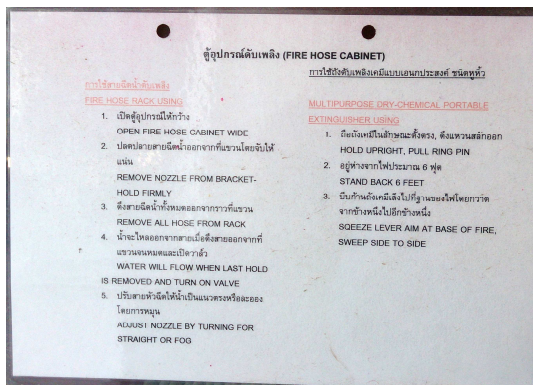 ตู้อุปกรณ์ดับเพลิง (FIRE HOSE CABINET)
การใช้สายฉีดน้ำดับเพลิง
FIRE HOSE RACK USING
1. เปิดตู้อุปกรณ์ให้กว้าง
OPEN FIRE HOSE CABINET WIDE
2. ปลดปลายสายฉีดน้ำออกจากที่แขวนโดยจับให้
แน่น
REMOVE NOZZLE FROM BRACKET-
HOLD FIRMLY
3. ดึงสายฉีดน้ำทั้งหมดออกจากราวที่แขวน
REMOVE ALL HOSE FROM RACK
4. น้ำจะไหลออกจากสายเมื่อดึงสายออกจากที่
แขวนจนหมดและเปิดวาล์ว
WATER WILL FLOW WHEN LAST HOLD
IS REMOVED AND TURN ON VALVE
5. ปรับสายหัวฉีดให้น้ำเป็นแนวตรงหรือละออง
โดยการหมุน
ADJUST NOZZLE BY TURNING FOR
STRAIGHT OR FOG
การใช้ถังดับเพลิงเคมีแบบเอนกประสงค์ ชนิดหูหิ้ว
MULTIPURPOSE DRY-CHEMICAL PORTABLE
EXTINGUISHER USING
1. ถือถังเคมีในลักษณะตั้งตรง, ดึงแหวนสลักออก
HOLD UPRIGHT, PULL RING PIN
2. อยู่ห่างจากไฟประมาณ 6 ฟุต
STAND BACK 6 FEET
3. บีบก้านถังเคมีเล็งไปที่ฐานของไฟโดยกวาด
จากข้างหนึ่งไปอีกข้างหนึ่ง
SQEEZE LEVER AIM AT BASE OF FIRE,
SWEEP SIDE TO SIDE